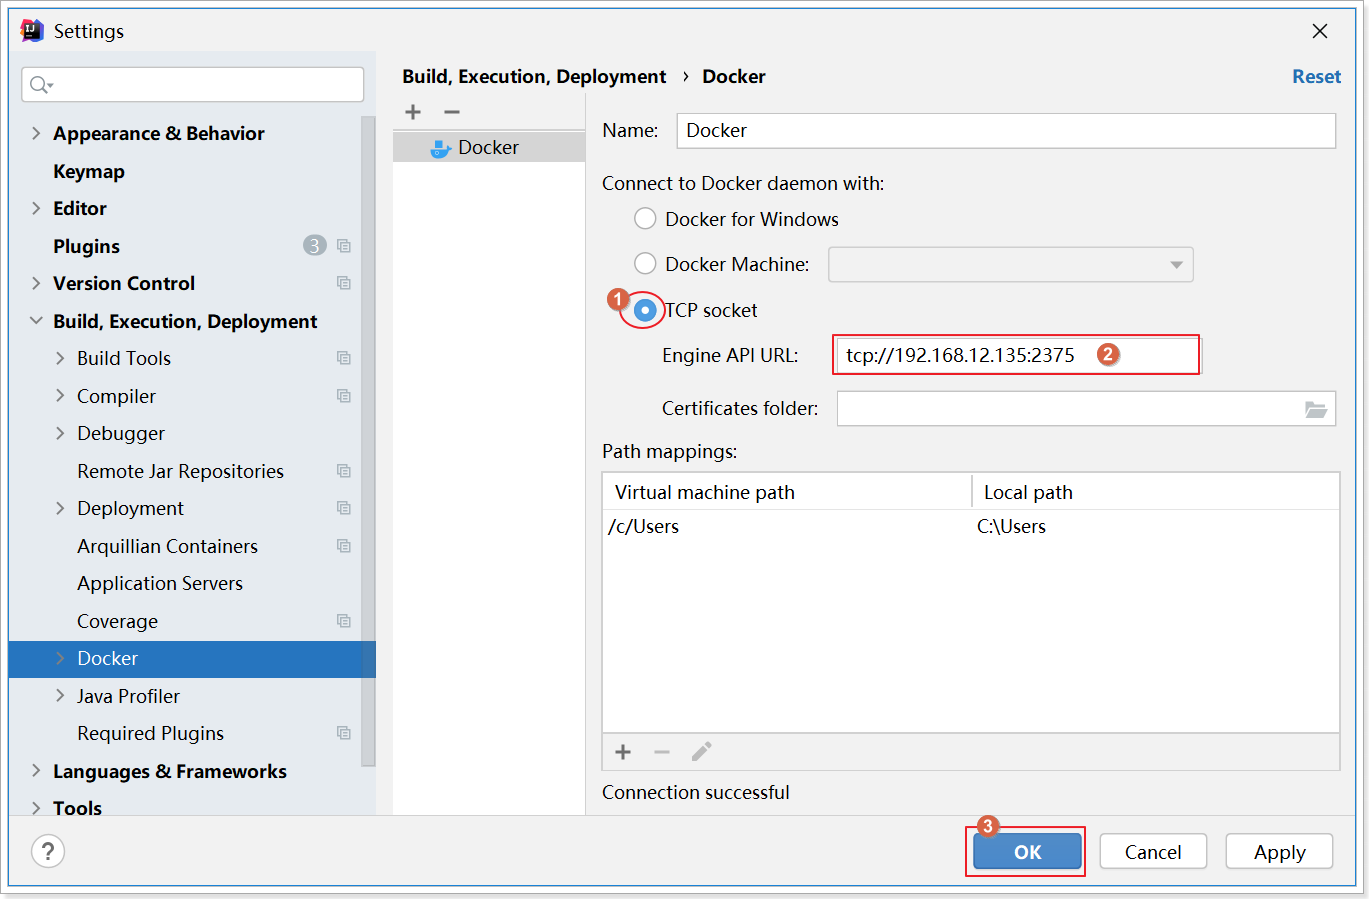 Settings
Build, Execution, Deployment › Docker
Reset
Appearance & Behavior
Keymap
Editor
Plugins 3
Version Control
Build, Execution, Deployment
Build Tools
Compiler
Debugger
Remote Jar Repositories
Deployment
Arquillian Containers
Application Servers
Coverage
Docker
Java Profiler
Required Plugins
Languages & Frameworks
Tools
Docker
Name: Docker
Connect to Docker daemon with:
Docker for Windows
Docker Machine:
1 TCP socket
Engine API URL: tcp://192.168.12.135:2375 2
Certificates folder:
Path mappings:
Virtual machine path Local path
/c/Users C:\Users
Connection successful
3
? OK Cancel Apply